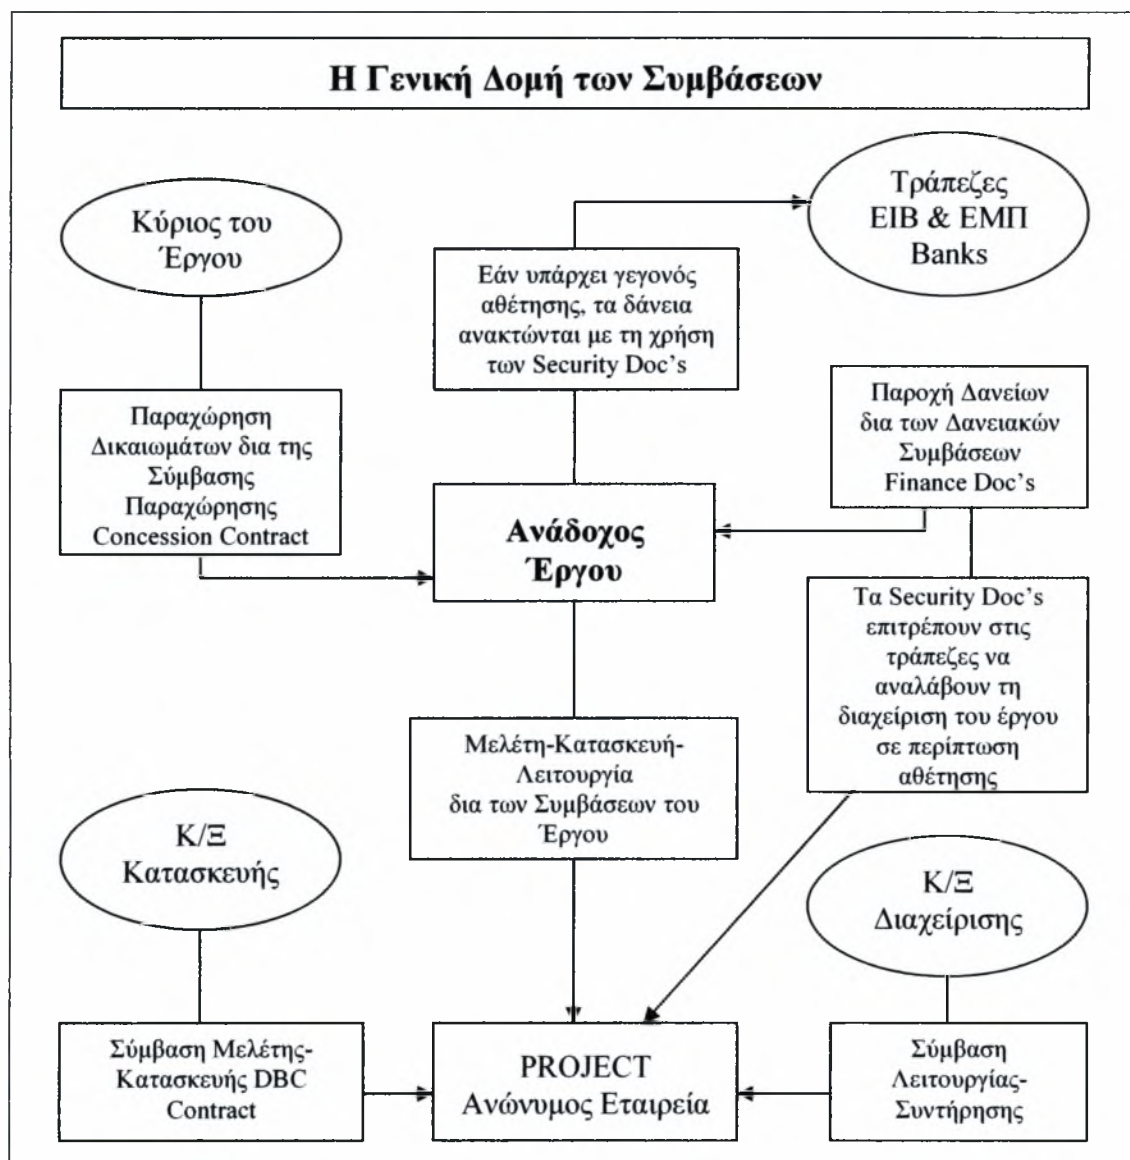 Η Γενική Δομή των Συμβάσεων
Κύριος του
Έργου
Τράπεζες
EIB & ΕΜΠ
Banks
Εάν υπάρχει γεγονός
αθέτησης, τα δάνεια
ανακτώνται με τη χρήση
των Security Doc's
Παραχώρηση
Δικαιωμάτων δια της
Σύμβασης
Παραχώρησης
Concession Contract
Παροχή Δανείων
δια των Δανειακών
Συμβάσεων
Finance Doc's
Ανάδοχος
Έργου
Τα Security Doc's
επιτρέπουν στις
τράπεζες να
αναλάβουν τη
διαχείριση του έργου
σε περίπτωση
αθέτησης
Μελέτη-Κατασκευή-
Λειτουργία
δια των Συμβάσεων του
Έργου
Κ/Ξ
Κατασκευής
Κ/Ξ
Διαχείρισης
Σύμβαση Μελέτης-
Κατασκευής DBC
Contract
PROJECT
Ανώνυμος Εταιρεία
Σύμβαση
Λειτουργίας-
Συντήρησης